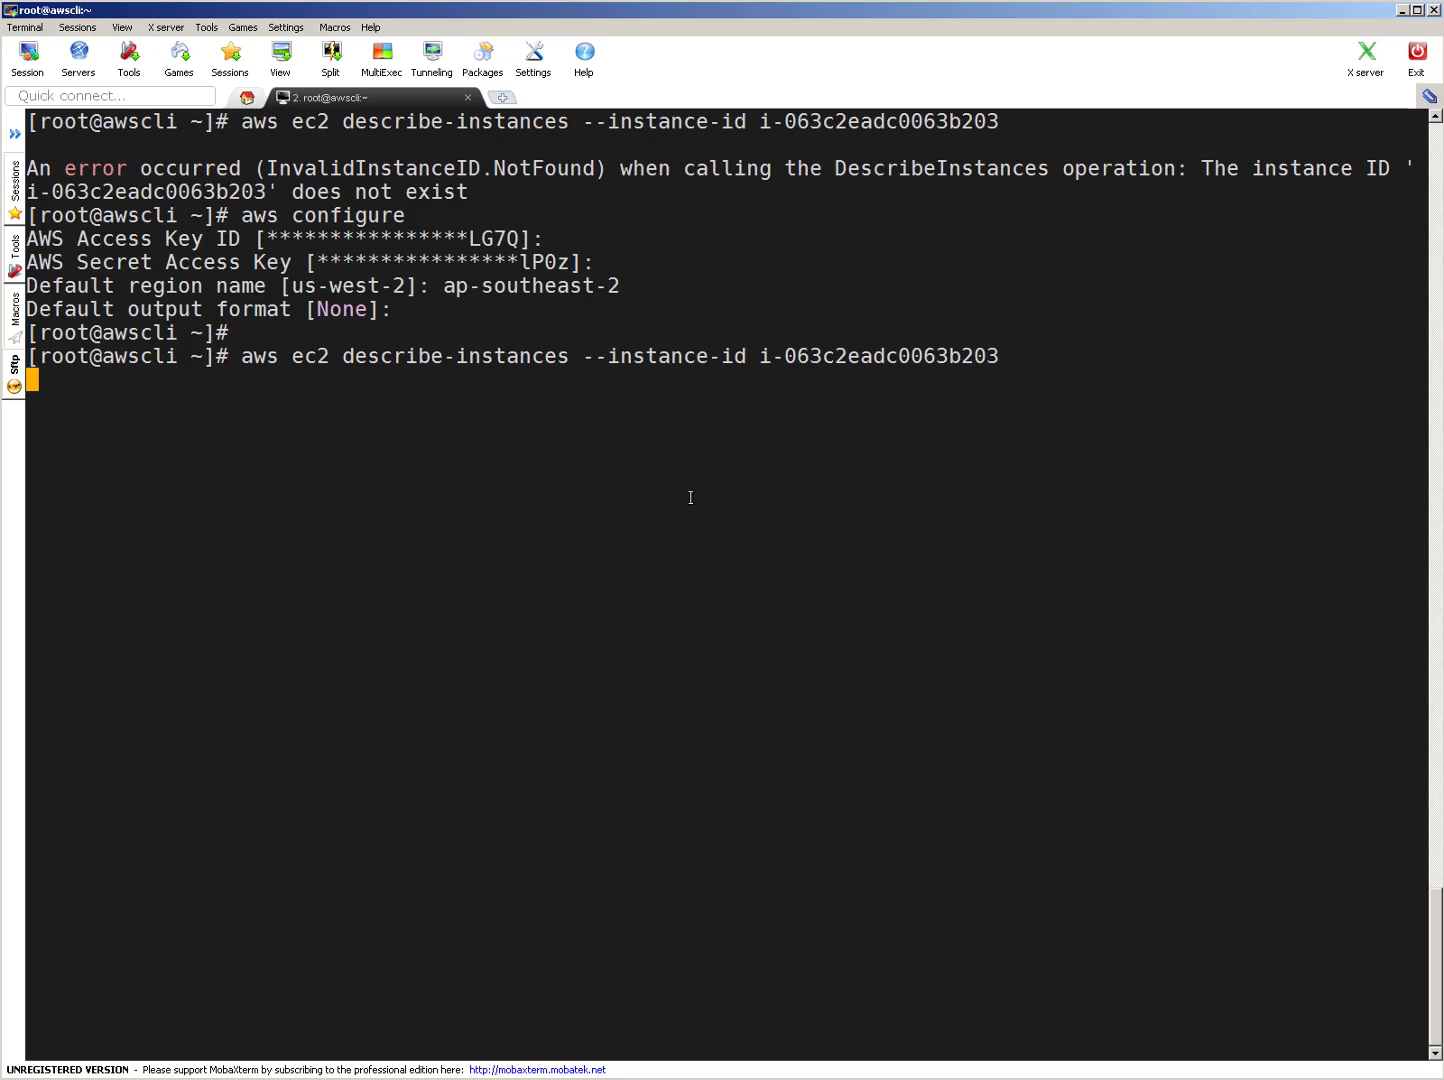 root@awscli:~
Terminal Sessions View X server Tools Games Settings Macros Help
Session Servers Tools Games Sessions View Split MultiExec Tunneling Packages Settings Help X server Exit
Quick connect... 2. root@awscli:~
[root@awscli ~]# aws ec2 describe-instances --instance-id i-063c2eadc0063b203
An error occurred (InvalidInstanceID.NotFound) when calling the DescribeInstances operation: The instance ID '
i-063c2eadc0063b203' does not exist
[root@awscli ~]# aws configure
AWS Access Key ID [****************LG7Q]:
AWS Secret Access Key [****************lP0z]:
Default region name [us-west-2]: ap-southeast-2
Default output format [None]:
[root@awscli ~]#
[root@awscli ~]# aws ec2 describe-instances --instance-id i-063c2eadc0063b203
Sessions
Tools
Macros
Sftp
UNREGISTERED VERSION - Please support MobaXterm by subscribing to the professional edition here: http://mobaxterm.mobatek.net